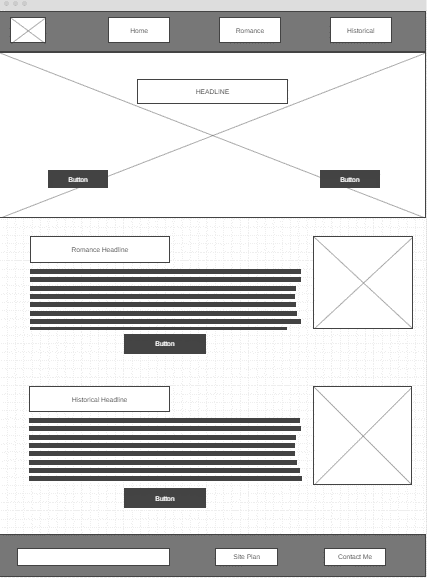 Home
Romance
Historical
HEADLINE
Button
Button
Romance Headline
Button
Historical Headline
Button
Site Plan
Contact Me